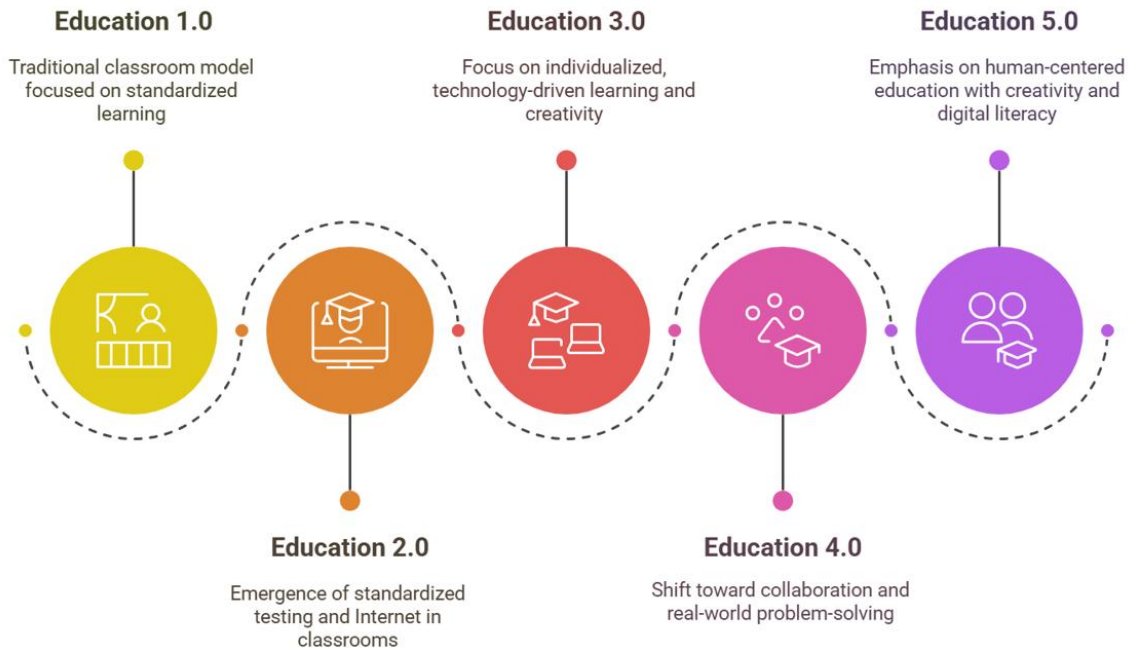 Education 1.0
Traditional classroom model
focused on standardized
learning
Education 2.0
Emergence of standardized
testing and Internet in
classrooms
Education 3.0
Focus on individualized,
technology-driven learning and
creativity
Education 4.0
Shift toward collaboration and
real-world problem-solving
Education 5.0
Emphasis on human-centered
education with creativity and
digital literacy